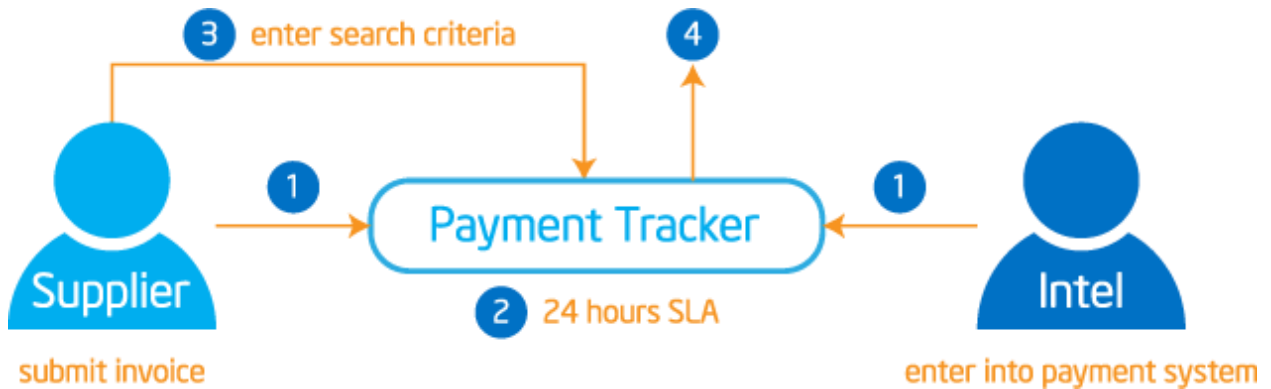 3 enter search criteria
4
1
1
Payment Tracker
Supplier
Intel
2 24 hours SLA
submit invoice
enter into payment system